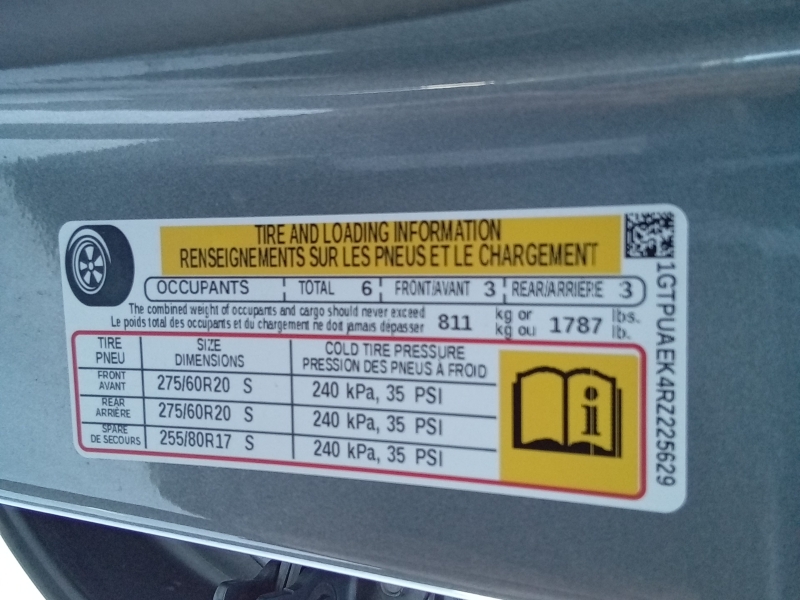 TIRE AND LOADING INFORMATION
RENSEIGNEMENTS SUR LES PNEUS ET LE CHARGEMENT
OCCUPANTS TOTAL 6 FRONT/AVANT 3 REAR/ARRIERE 3
The combined weight of occupants and cargo should never exceed
Le poids total des occupants et du chargement ne doit jamais dépasser
811 kg or 1787 lbs.
kg ou lb.
TIRE SIZE COLD TIRE PRESSURE
PNEU DIMENSIONS PRESSION DES PNEUS À FROID
FRONT
AVANT 275/60R20 S 240 kPa, 35 PSI
REAR
ARRIÈRE 275/60R20 S 240 kPa, 35 PSI
SPARE
DE SECOURS 255/80R17 S 240 kPa, 35 PSI
i
1GTPUAEK4RZ225629